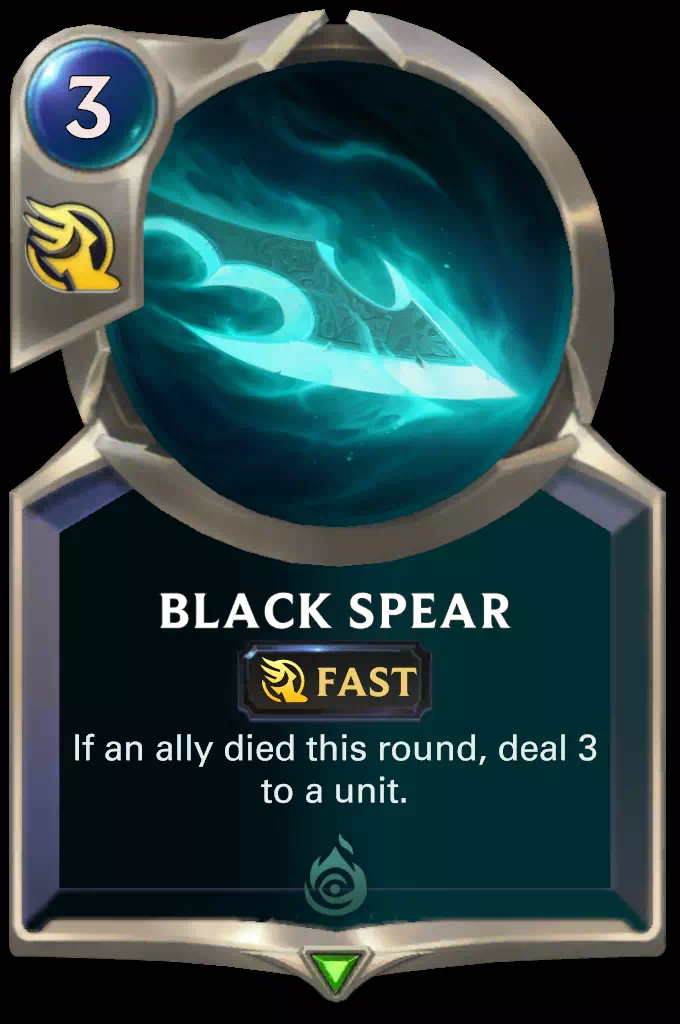 3
BLACK SPEAR
FAST
If an ally died this round, deal 3
to a unit.